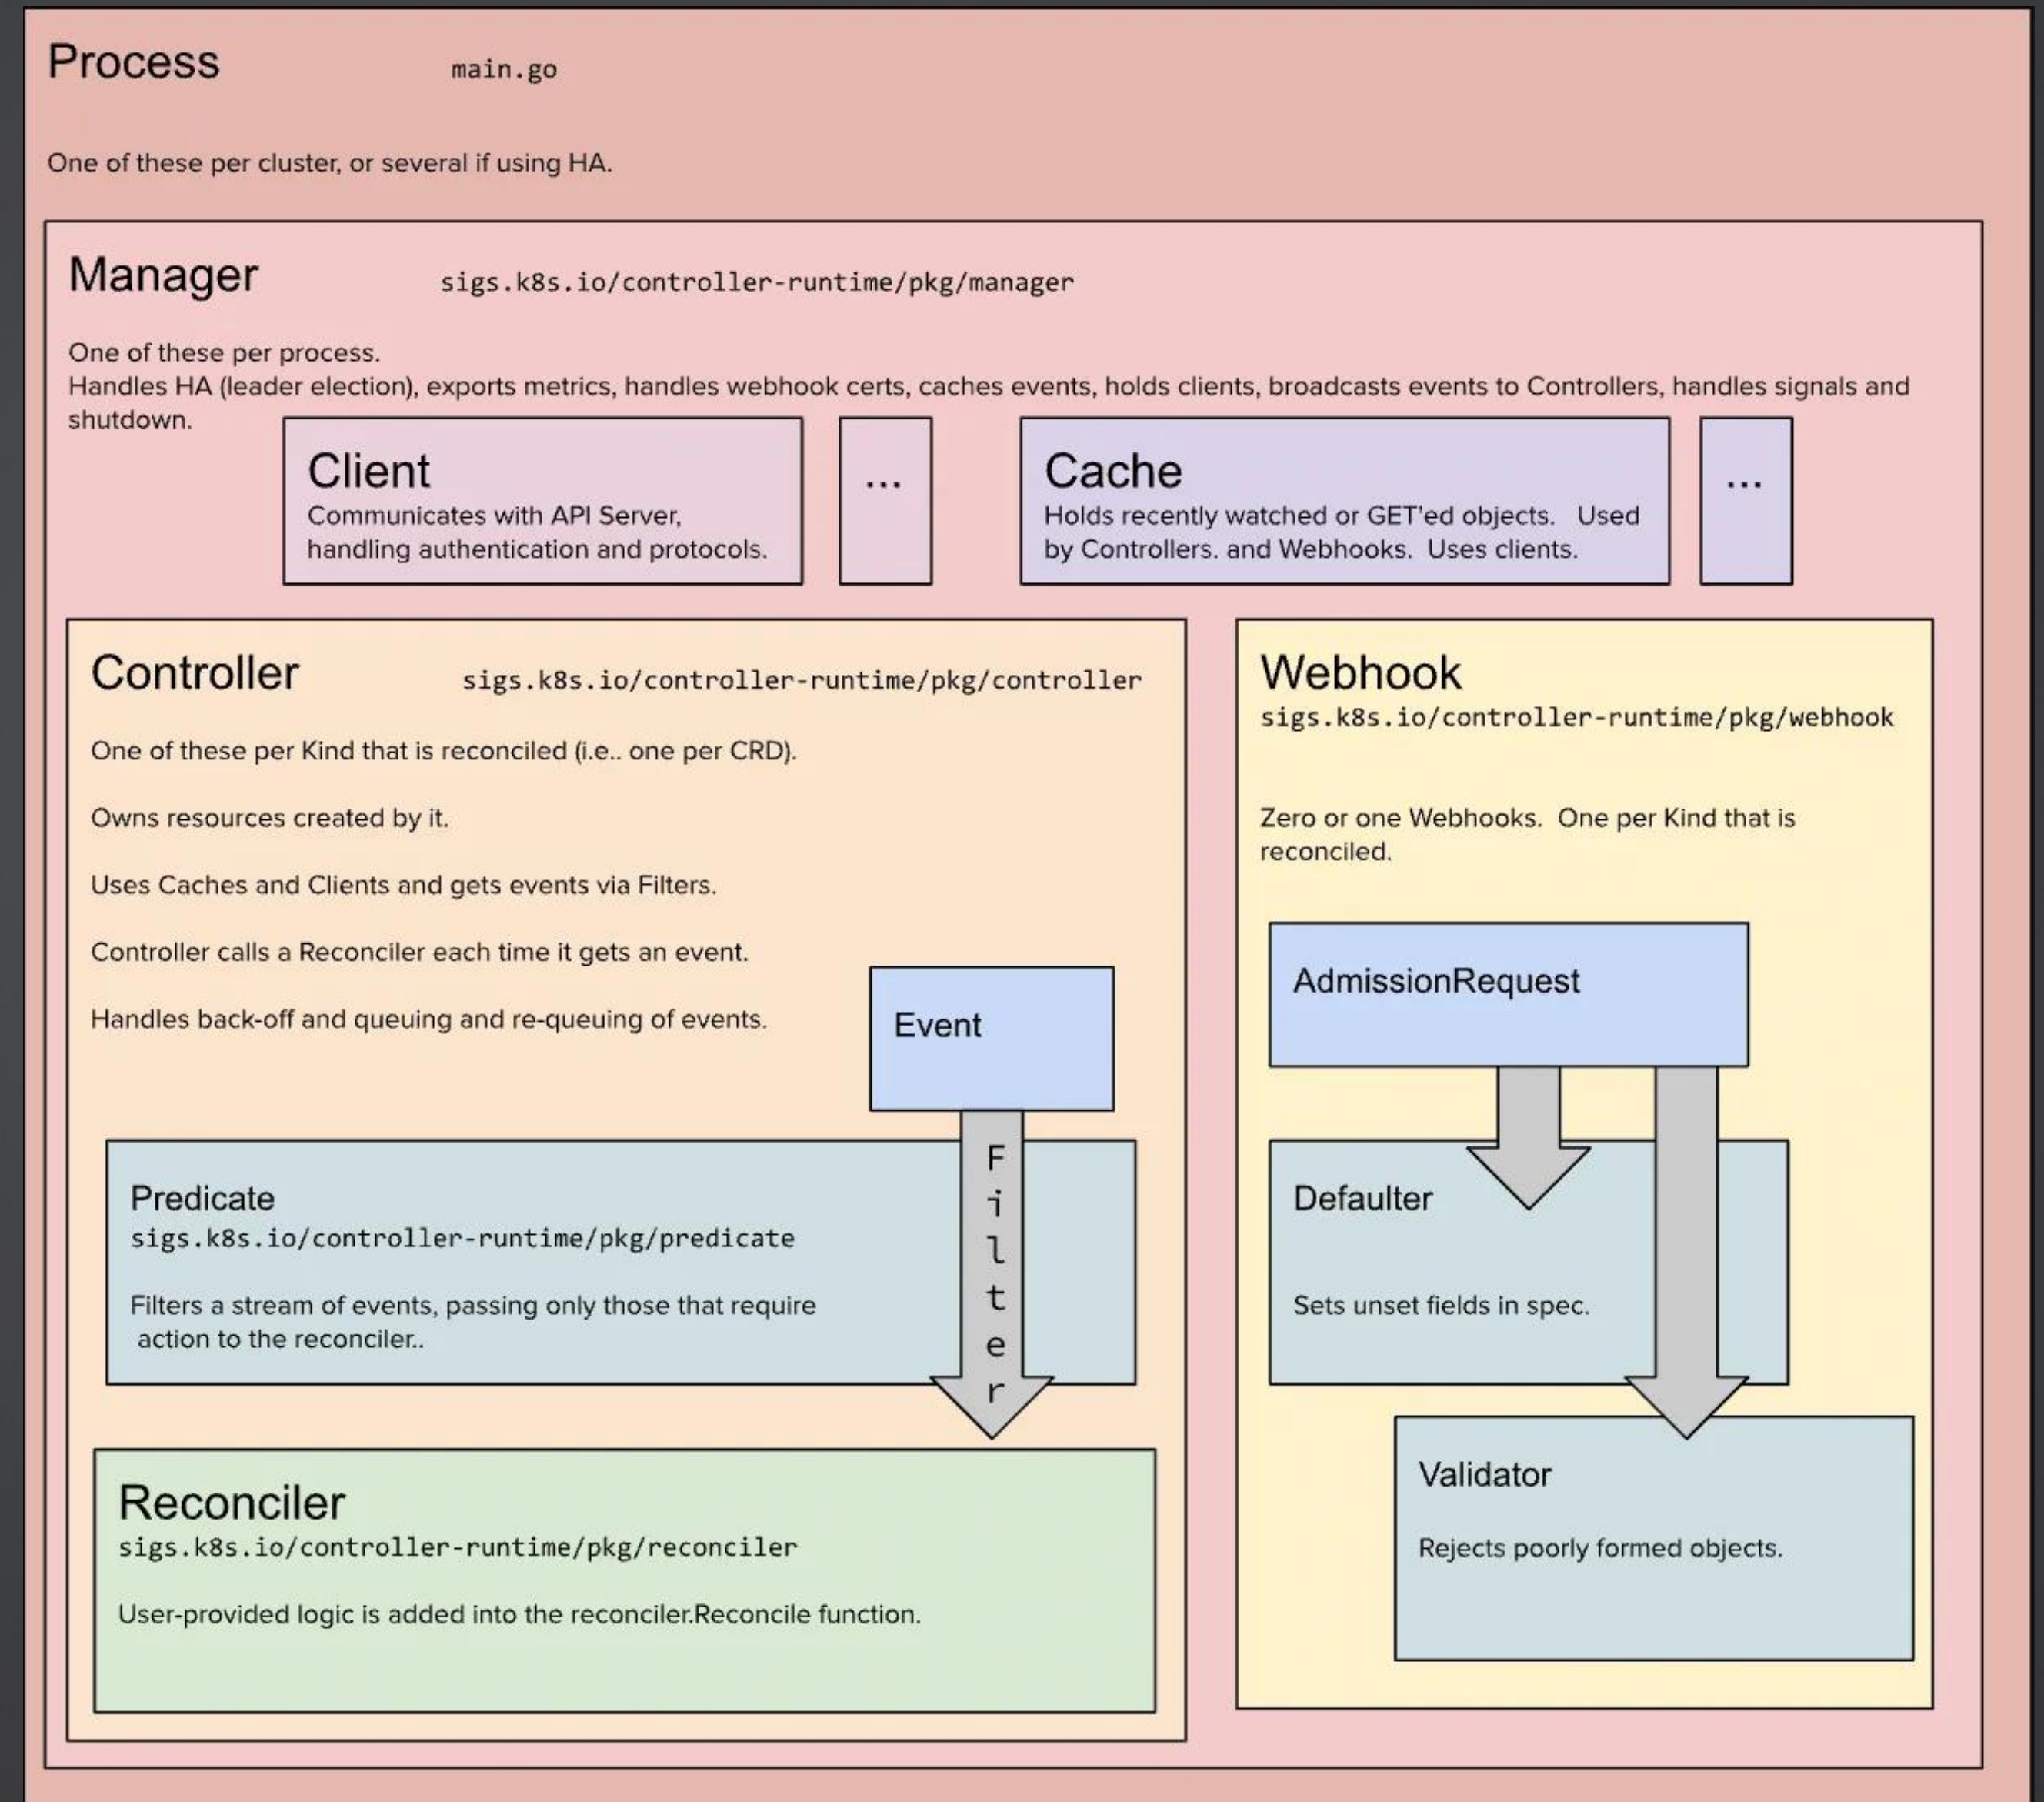 Process
main.go
One of these per cluster, or several if using HA.
Manager
sigs.k8s.io/controller-runtime/pkg/manager
One of these per process.
Handles HA (leader election), exports metrics, handles webhook certs, caches events, holds clients, broadcasts events to Controllers, handles signals and
shutdown.
Client
Communicates with API Server,
handling authentication and protocols.
...
Cache
Holds recently watched or GET'ed objects. Used
by Controllers. and Webhooks. Uses clients.
...
Controller
sigs.k8s.io/controller-runtime/pkg/controller
One of these per Kind that is reconciled (i.e.. one per CRD).
Owns resources created by it.
Uses Caches and Clients and gets events via Filters.
Controller calls a Reconciler each time it gets an event.
Handles back-off and queuing and re-queuing of events.
Event
Filter
Predicate
sigs.k8s.io/controller-runtime/pkg/predicate
Filters a stream of events, passing only those that require
action to the reconciler..
Reconciler
sigs.k8s.io/controller-runtime/pkg/reconciler
User-provided logic is added into the reconciler.Reconcile function.
Webhook
sigs.k8s.io/controller-runtime/pkg/webhook
Zero or one Webhooks. One per Kind that is
reconciled.
AdmissionRequest
Defaulter
Sets unset fields in spec.
Validator
Rejects poorly formed objects.